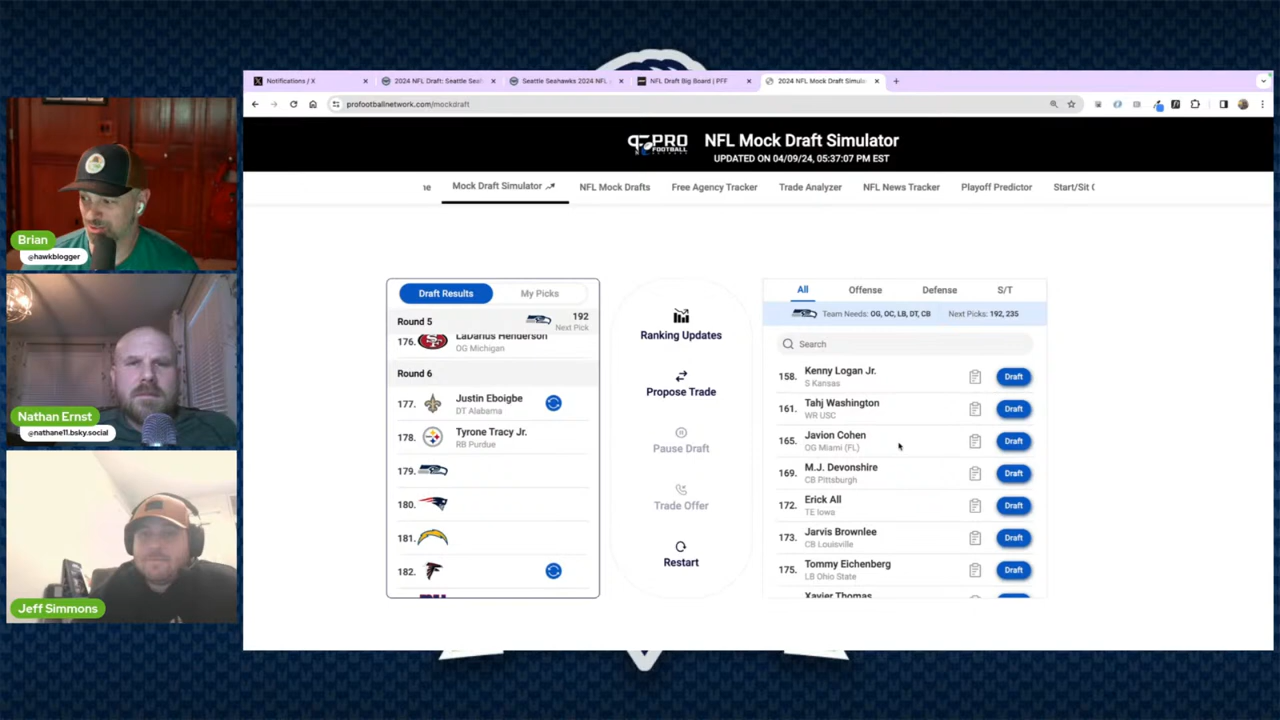 Notifications / X
2024 NFL Draft: Seattle Sea
Seattle Seahawks 2024 NFL
NFL Draft Big Board | PFF
2024 NFL Mock Draft Simula
profootballnetwork.com/mockdraft
PRO FOOTBALL NETWORK
NFL Mock Draft Simulator
UPDATED ON 04/09/24, 05:37:07 PM EST
ne
Mock Draft Simulator
NFL Mock Drafts
Free Agency Tracker
Trade Analyzer
NFL News Tracker
Playoff Predictor
Start/Sit
Brian
@hawkblogger
Nathan Ernst
@nathane11.bsky.social
Jeff Simmons
Draft Results
My Picks
Round 5
192
Next Pick
176.
LaDarius Henderson
OG Michigan
Round 6
177.
Justin Eboigbe
DT Alabama
178.
Tyrone Tracy Jr.
RB Purdue
179.
180.
181.
182.
Ranking Updates
Propose Trade
Pause Draft
Trade Offer
Restart
All
Offense
Defense
S/T
Team Needs: OG, OC, LB, DT, CB
Next Picks: 192, 235
Search
158. Kenny Logan Jr. Draft
S Kansas
161. Tahj Washington Draft
WR USC
165. Javion Cohen Draft
OG Miami (FL)
169. M.J. Devonshire Draft
CB Pittsburgh
172. Erick All Draft
TE Iowa
173. Jarvis Brownlee Draft
CB Louisville
175. Tommy Eichenberg Draft
LB Ohio State
Xavier Thomas